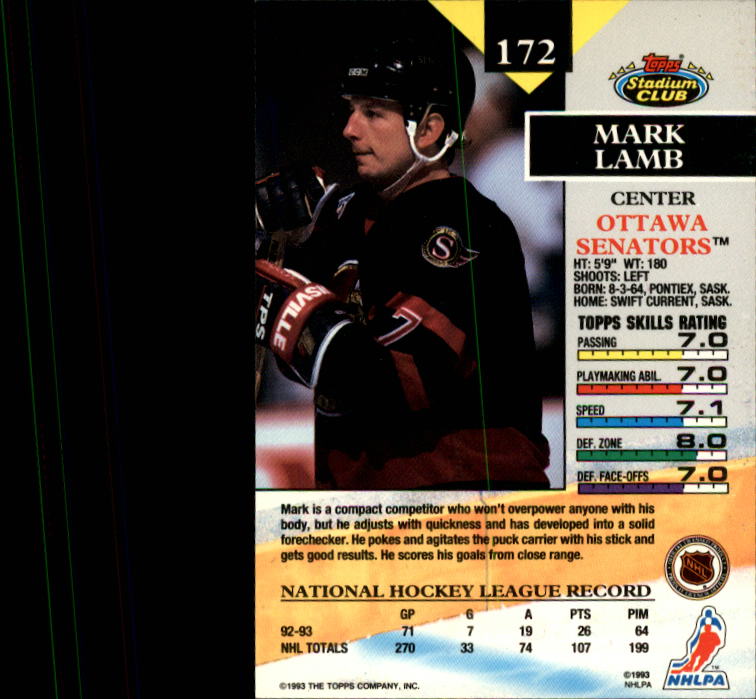 172
Topps
Stadium
CLUB
MARK
LAMB
CENTER
OTTAWA
SENATORS™
HT: 5'9" WT: 180
SHOOTS: LEFT
BORN: 8-3-64, PONTIEX, SASK.
HOME: SWIFT CURRENT, SASK.
TOPPS SKILLS RATING
PASSING 7.0
PLAYMAKING ABIL. 7.0
SPEED 7.1
DEF. ZONE 8.0
DEF. FACE-OFFS 7.0
CCM
S
7
ISVILLE
TPS
Mark is a compact competitor who won't overpower anyone with his
body, but he adjusts with quickness and has developed into a solid
forechecker. He pokes and agitates the puck carrier with his stick and
gets good results. He scores his goals from close range.
NATIONAL HOCKEY LEAGUE RECORD
GP G A PTS PIM
92-93 71 7 19 26 64
NHL TOTALS 270 33 74 107 199
NHL
NHLPA
©1993 THE TOPPS COMPANY, INC.
©1993
NHLPA